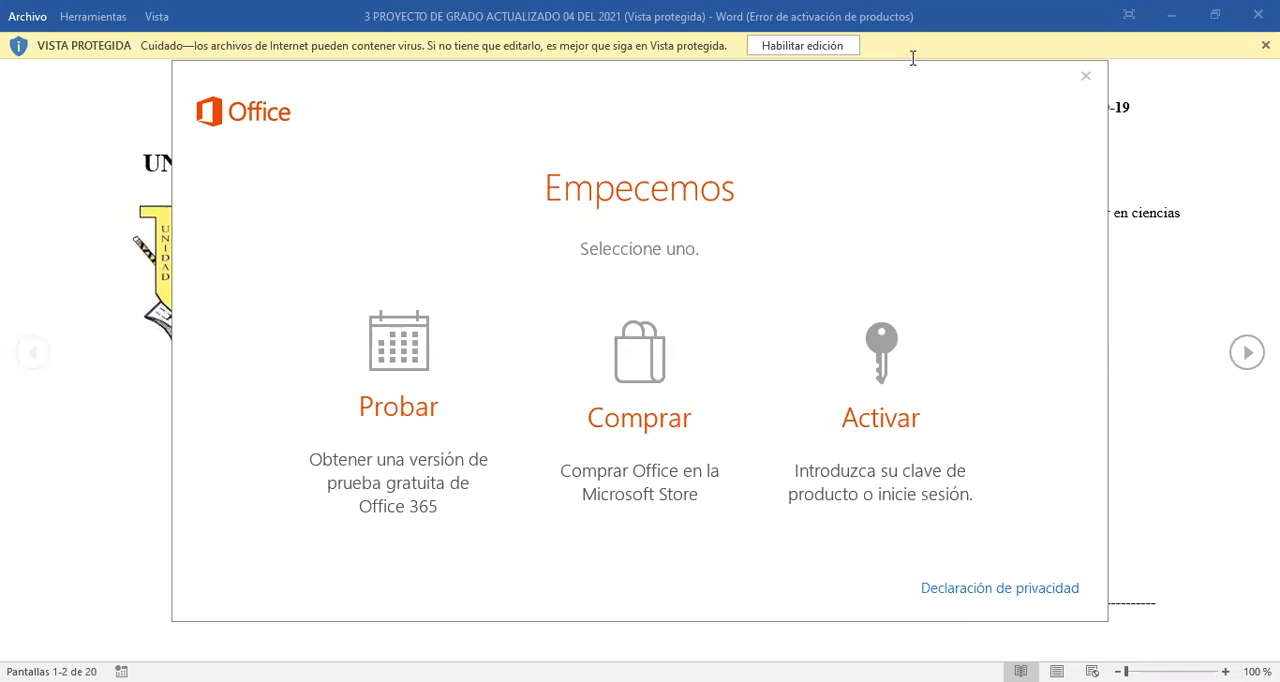 Archivo Herramientas Vista 3 PROYECTO DE GRADO ACTUALIZADO 04 DEL 2021 (Vista protegida) - Word (Error de activación de productos)
VISTA PROTEGIDA Cuidado—los archivos de Internet pueden contener virus. Si no tiene que editarlo, es mejor que siga en Vista protegida. Habilitar edición
Office
-19
UN
Empecemos
en ciencias
UNIDAD
Seleccione uno.
Probar
Obtener una versión de
prueba gratuita de
Office 365
Comprar
Comprar Office en la
Microsoft Store
Activar
Introduzca su clave de
producto o inicie sesión.
Declaración de privacidad
Pantallas 1-2 de 20 100 %